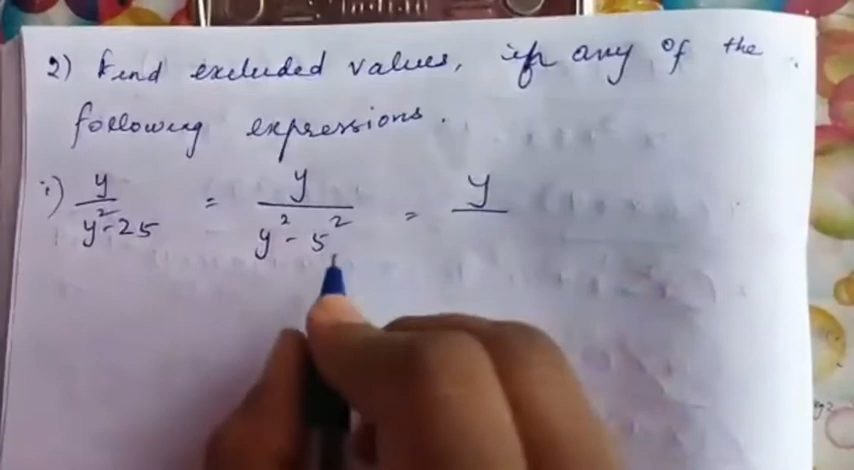 2) Find excluded values, if any of the
following expressions.
i) y/(y²-25) = y/(y²-5²) = y/